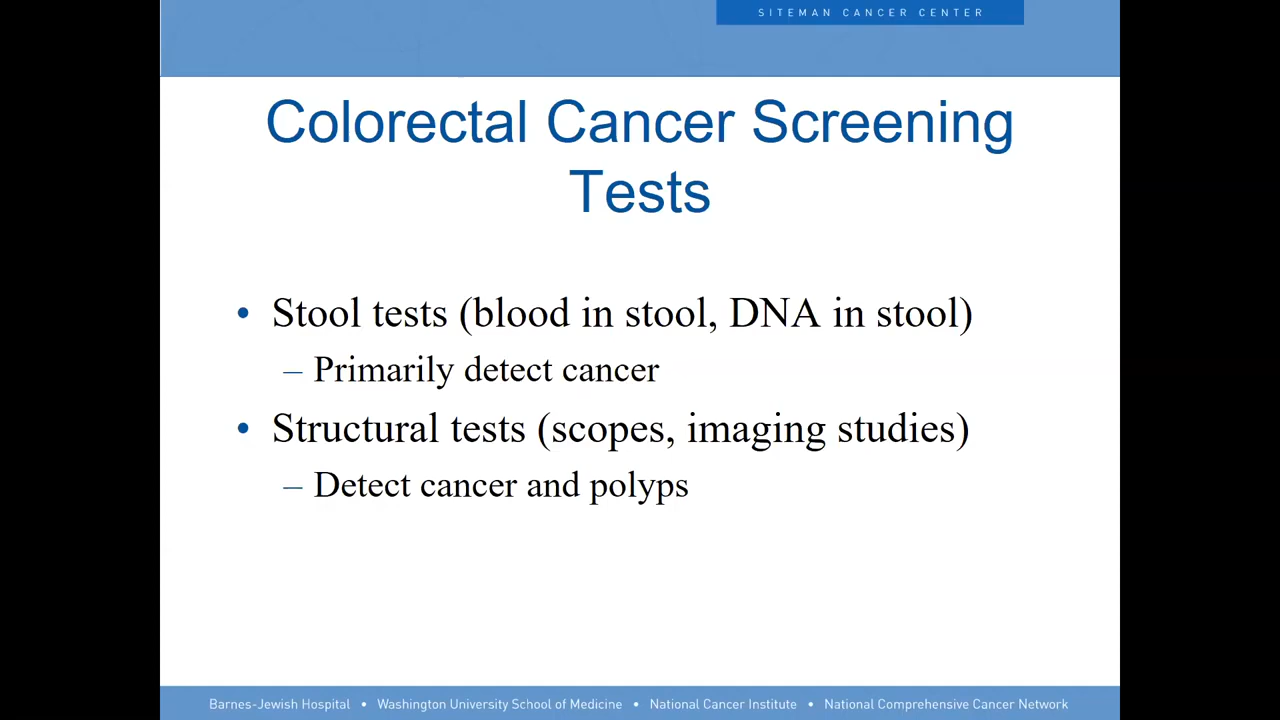 SITEMAN CANCER CENTER
Colorectal Cancer Screening
Tests
• Stool tests (blood in stool, DNA in stool)
– Primarily detect cancer
• Structural tests (scopes, imaging studies)
– Detect cancer and polyps
Barnes-Jewish Hospital • Washington University School of Medicine • National Cancer Institute • National Comprehensive Cancer Network